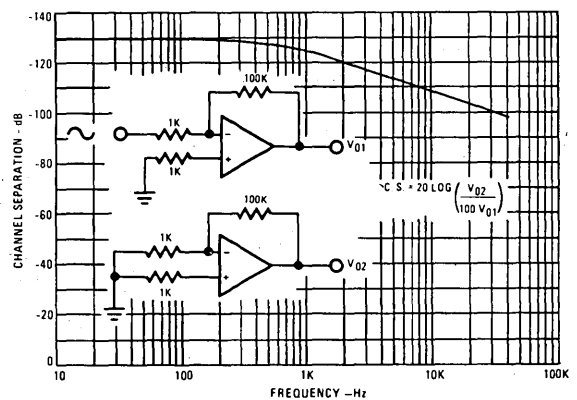 -140
-120
-100
-80
-60
-40
-20
0
CHANNEL SEPARATION - dB
100K
1K
-
+
1K
V01
C. S. = 20 LOG (V02 / 100 V01)
100K
1K
-
+
1K
V02
10
100
1K
10K
100K
FREQUENCY -Hz